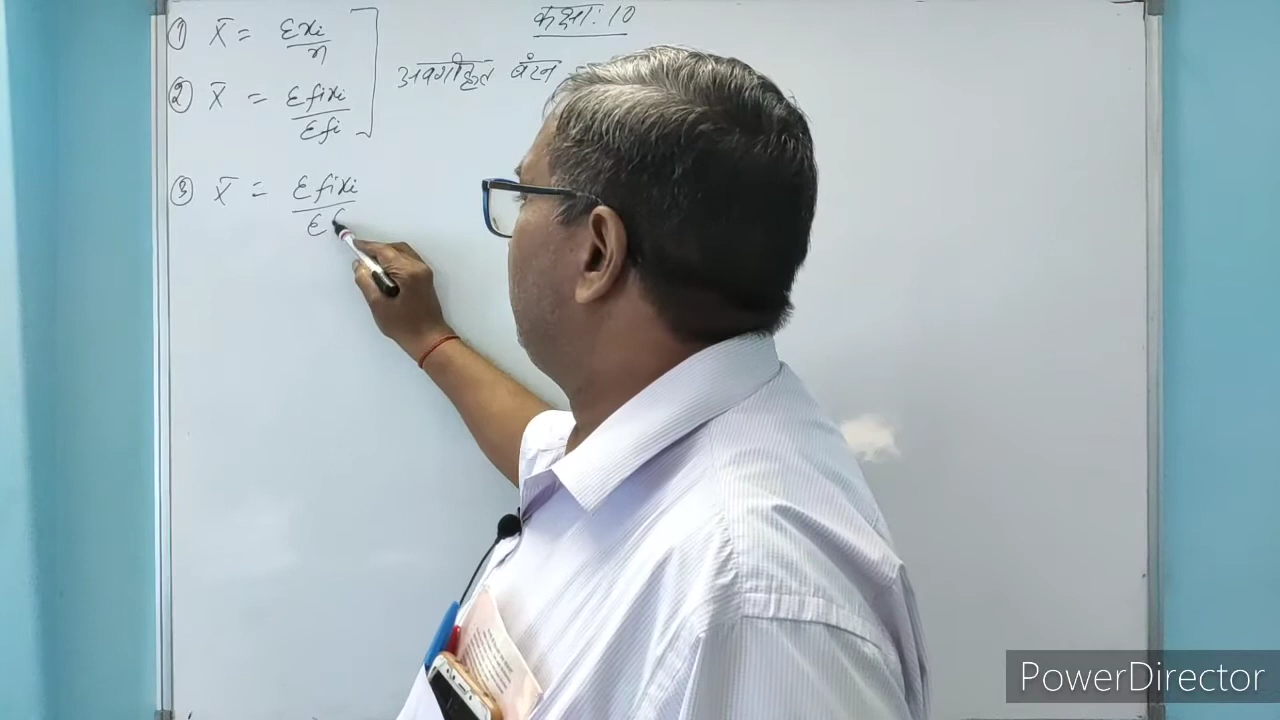 कक्षा: 10
① x̄ = Σxi/n
अवर्गीकृत बंटन
② x̄ = Σfixi/Σfi
③ x̄ = Σfixi/Σf
PowerDirector